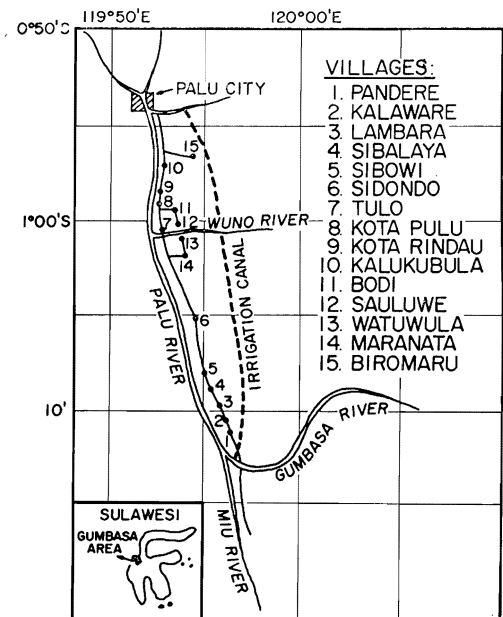 119°50'E
120°00'E
0°50'S
PALU CITY
VILLAGES:
1. PANDERE
2. KALAWARE
3. LAMBARA
4. SIBALAYA
5. SIBOWI
6. SIDONDO
7. TULO
8. KOTA PULU
9. KOTA RINDAU
10. KALUKUBULA
11. BODI
12. SAULUWE
13. WATUWULA
14. MARANATA
15. BIROMARU
15
10
9
8
11
12
1°00'S
7
WUNO RIVER
13
14
PALU RIVER
IRRIGATION CANAL
6
5
4
3
2
1
10'
GUMBASA RIVER
MIU RIVER
SULAWESI
GUMBASA
AREA